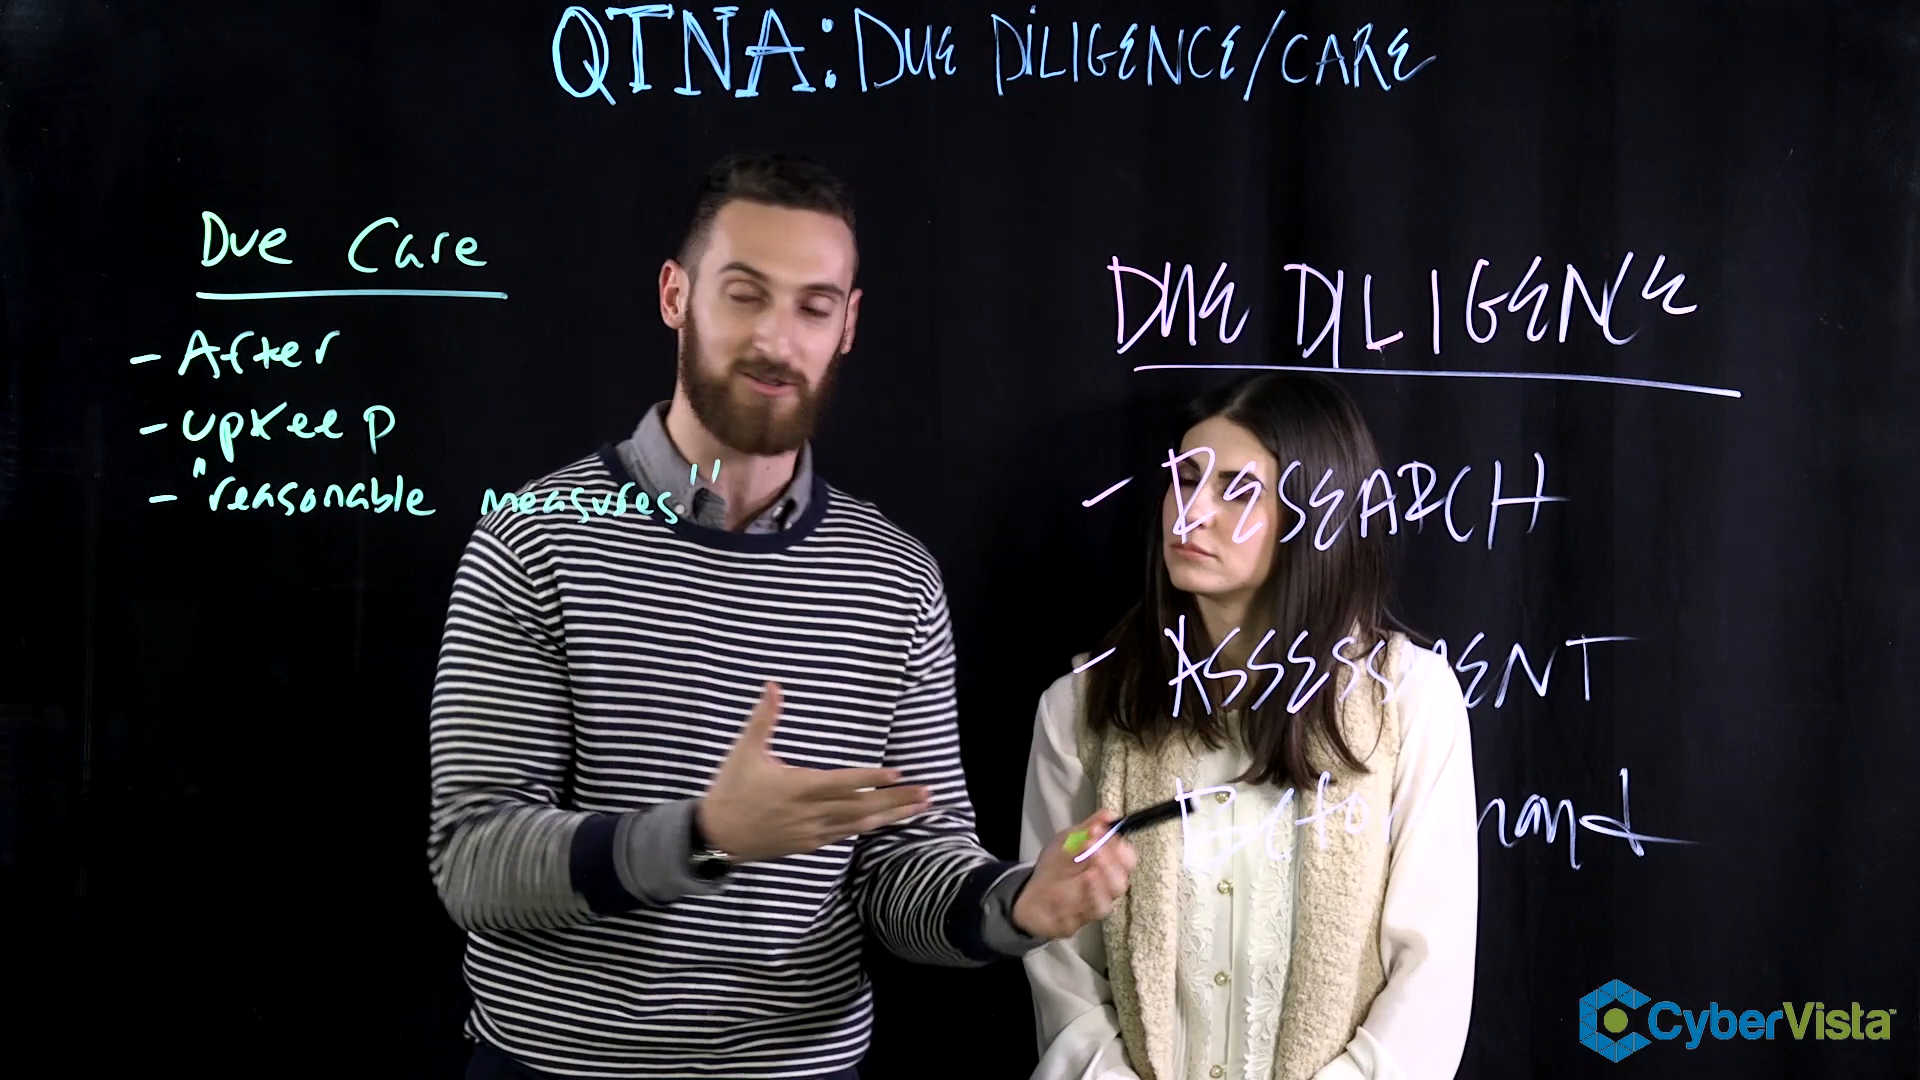 QTNA: DUE DILIGENCE/CARE
Due Care
- After
- upkeep
- "reasonable measures"
DUE DILIGENCE
- RESEARCH
- ASSESSMENT
- Beforehand
CyberVista